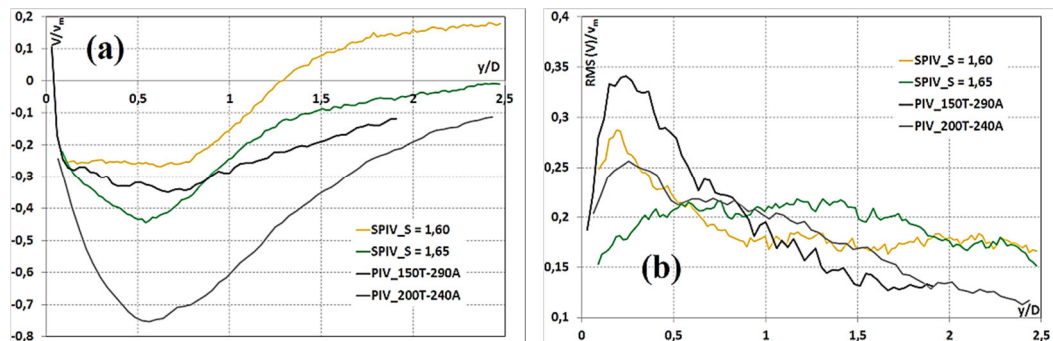 0,2
0,1
0
-0,1
-0,2
-0,3
-0,4
-0,5
-0,6
-0,7
-0,8
V/vm
(a)
y/D
0
0,5
1
1,5
2
2,5
SPIV_S = 1,60
SPIV_S = 1,65
PIV_150T-290A
PIV_200T-240A
0,4
0,35
0,3
0,25
0,2
0,15
0,1
RMS (V)/vm
SPIV_S = 1,60
SPIV_S = 1,65
PIV_150T-290A
PIV_200T-240A
(b)
y/D
0
0,5
1
1,5
2
2,5